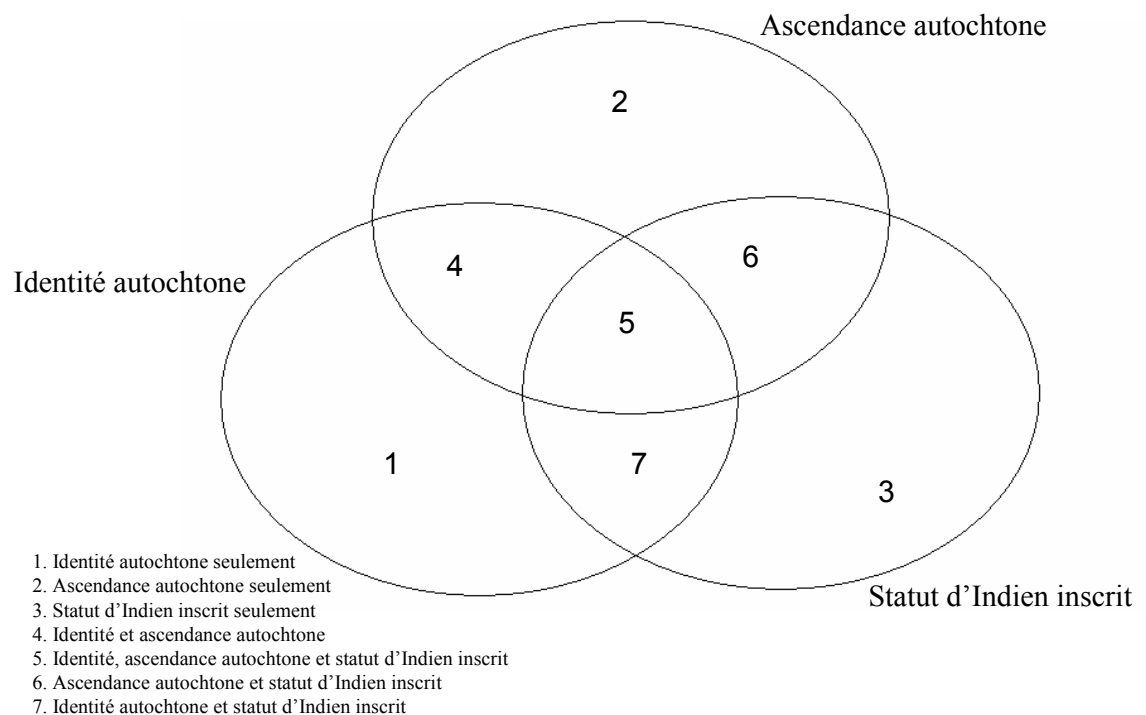 Ascendance autochtone
2
4
6
Identité autochtone
5
1
7
3
1. Identité autochtone seulement
2. Ascendance autochtone seulement
3. Statut d’Indien inscrit seulement
Statut d’Indien inscrit
4. Identité et ascendance autochtone
5. Identité, ascendance autochtone et statut d’Indien inscrit
6. Ascendance autochtone et statut d’Indien inscrit
7. Identité autochtone et statut d’Indien inscrit